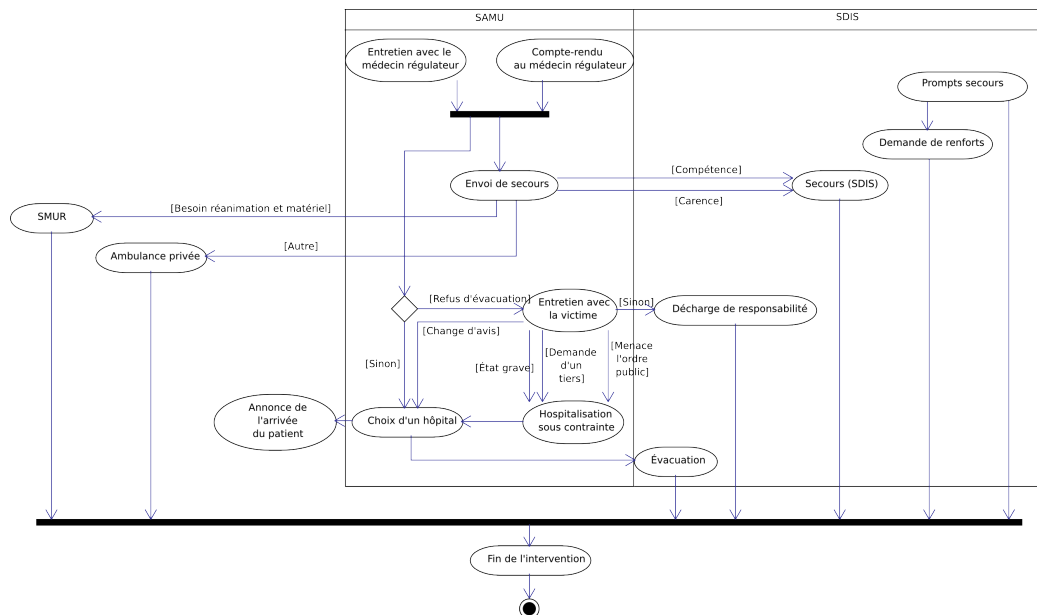 SAMU
SDIS
Entretien avec le
médecin régulateur
Compte-rendu
au médecin régulateur
Prompts secours
Demande de renforts
[Compétence]
Envoi de secours
Secours (SDIS)
[Carence]
[Besoin réanimation et matériel]
SMUR
[Autre]
Ambulance privée
[Refus d'évacuation]
Entretien avec
la victime
[Sinon]
Décharge de responsabilité
[Change d'avis]
[Sinon]
[État grave]
[Demande
d'un
tiers]
[Menace
l'ordre
public]
Annonce de
l'arrivée
du patient
Choix d'un hôpital
Hospitalisation
sous contrainte
Évacuation
Fin de l'intervention